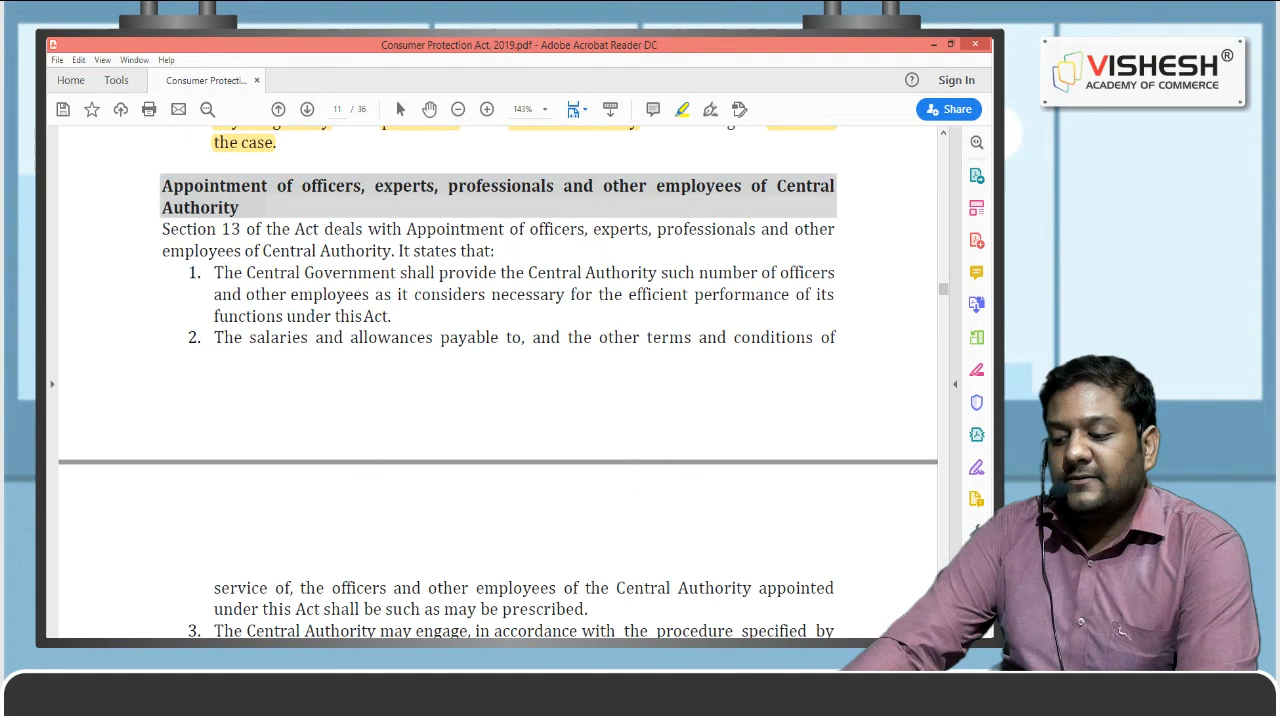 Consumer Protection Act, 2019.pdf - Adobe Acrobat Reader DC
File Edit View Window Help
Home Tools Consumer Protecti... × Sign In
11 / 36 143% Share
VISHESH®
ACADEMY OF COMMERCE
the case.
Appointment of officers, experts, professionals and other employees of Central
Authority
Section 13 of the Act deals with Appointment of officers, experts, professionals and other
employees of Central Authority. It states that:
1. The Central Government shall provide the Central Authority such number of officers
and other employees as it considers necessary for the efficient performance of its
functions under this Act.
2. The salaries and allowances payable to, and the other terms and conditions of
service of, the officers and other employees of the Central Authority appointed
under this Act shall be such as may be prescribed.
3. The Central Authority may engage, in accordance with the procedure specified by